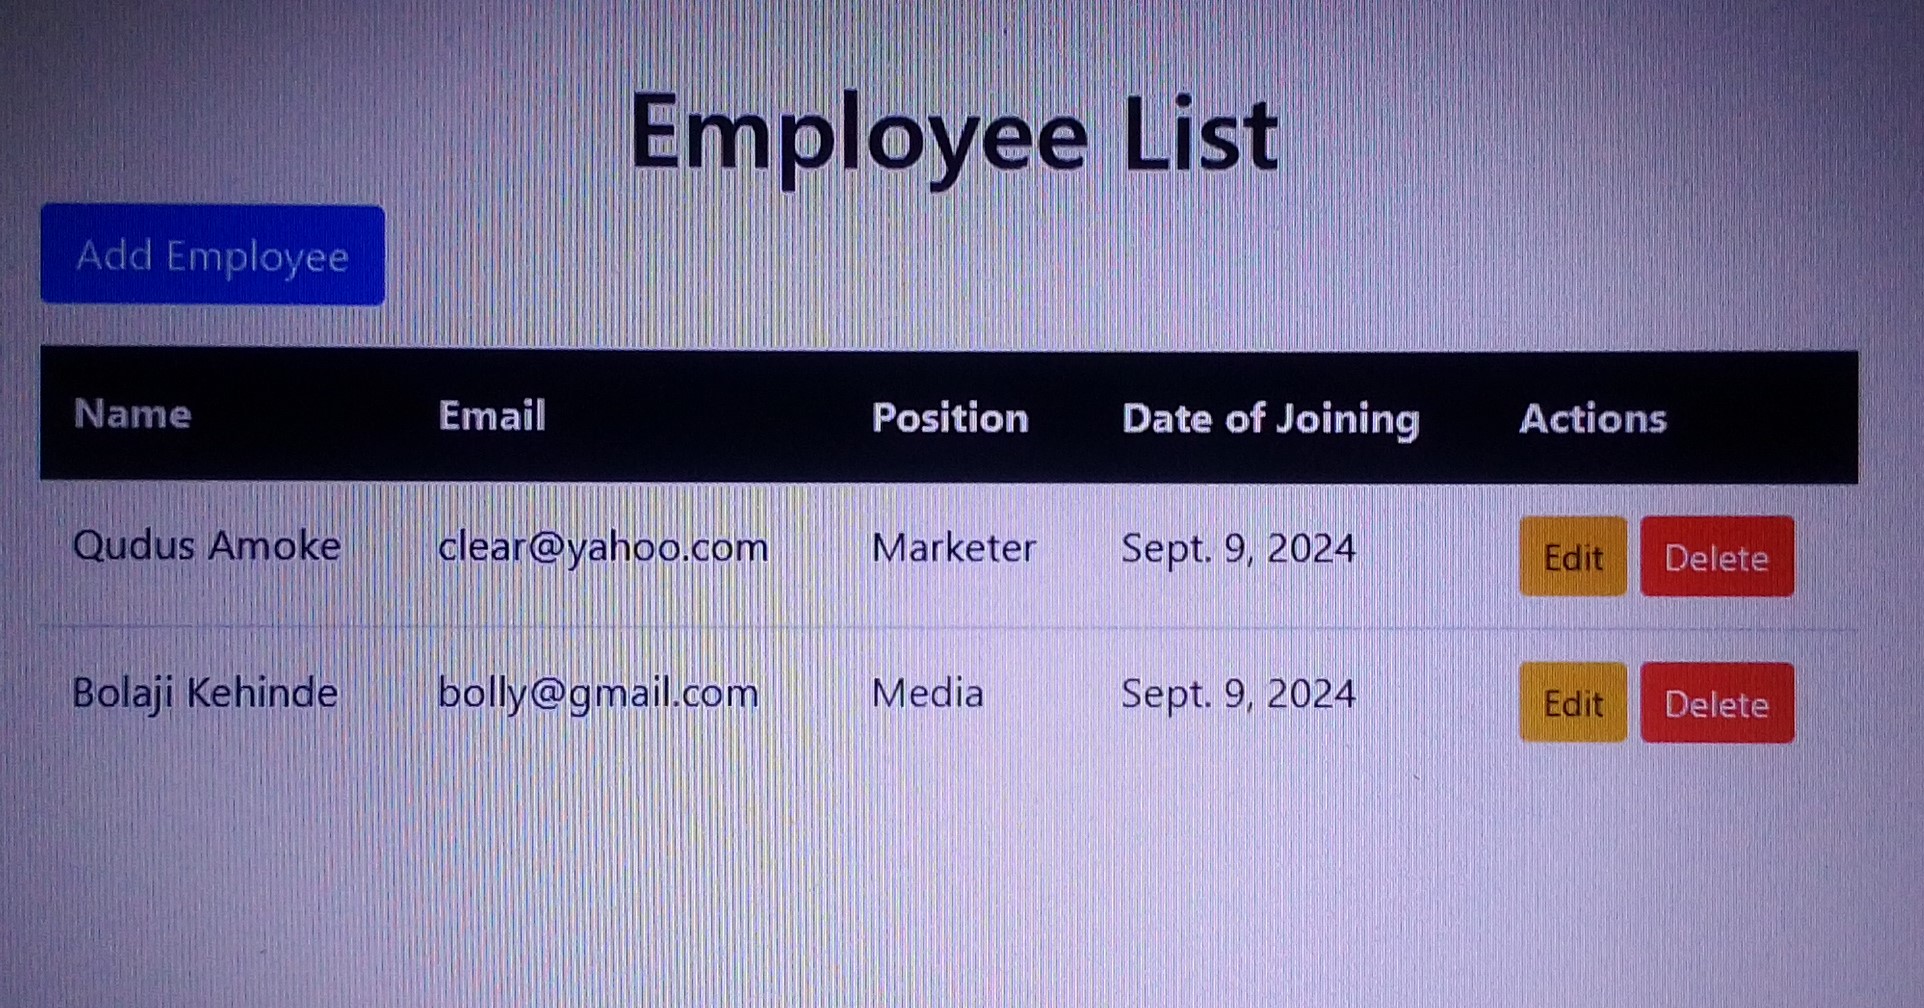 Employee List
Add Employee
Name Email Position Date of Joining Actions
Qudus Amoke clear@yahoo.com Marketer Sept. 9, 2024 Edit Delete
Bolaji Kehinde bolly@gmail.com Media Sept. 9, 2024 Edit Delete